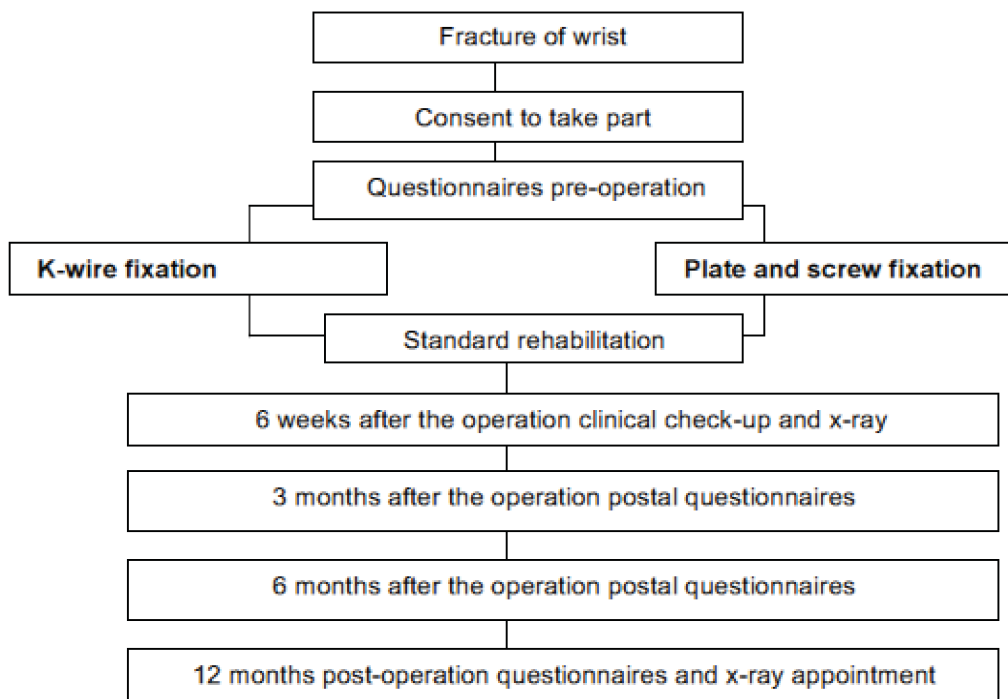 Fracture of wrist
Consent to take part
Questionnaires pre-operation
K-wire fixation
Plate and screw fixation
Standard rehabilitation
6 weeks after the operation clinical check-up and x-ray
3 months after the operation postal questionnaires
6 months after the operation postal questionnaires
12 months post-operation questionnaires and x-ray appointment